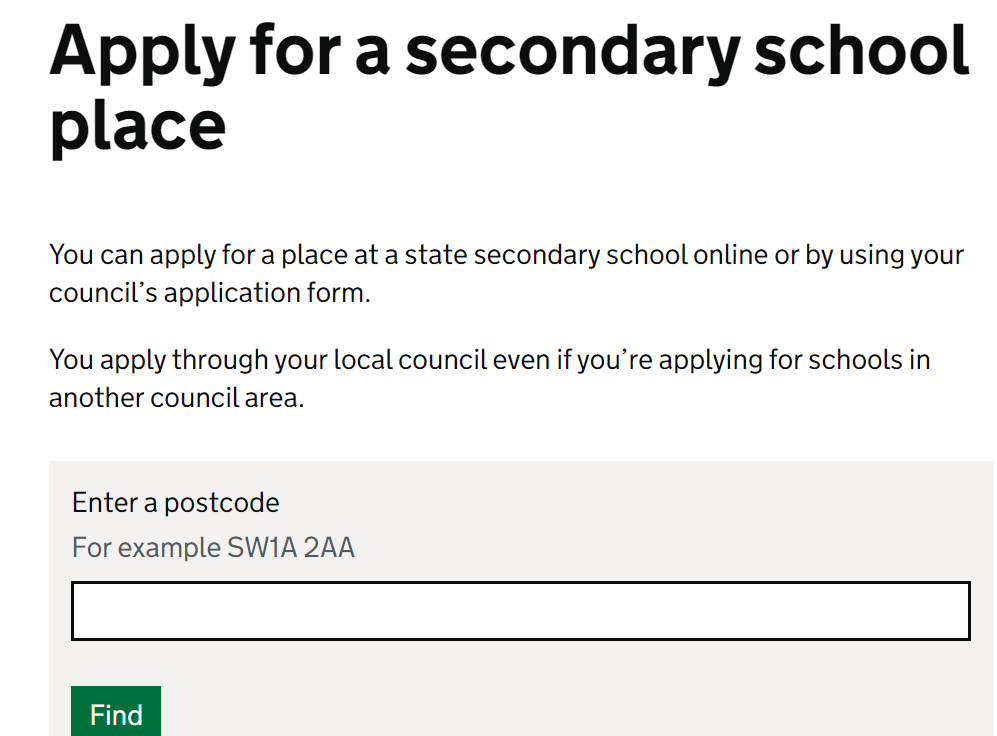 Apply for a secondary school
place
You can apply for a place at a state secondary school online or by using your
council’s application form.
You apply through your local council even if you’re applying for schools in
another council area.
Enter a postcode
For example SW1A 2AA
Find